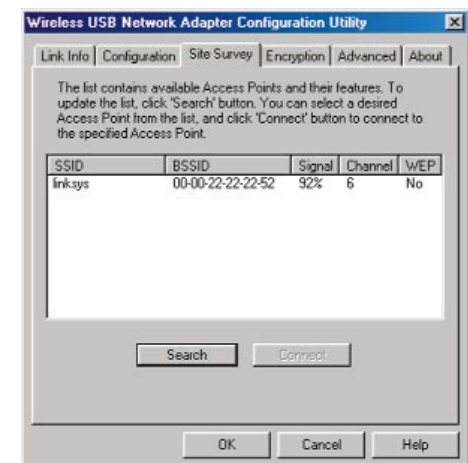 Wireless USB Network Adapter Configuration Utility
Link Info Configuration Site Survey Encryption Advanced About
The list contains available Access Points and their features. To
update the list, click 'Search' button. You can select a desired
Access Point from the list, and click 'Connect' button to connect to
the specified Access Point.
SSID BSSID Signal Channel WEP
linksys 00-00-22-22-22-52 92% 6 No
Search Connect
OK Cancel Help